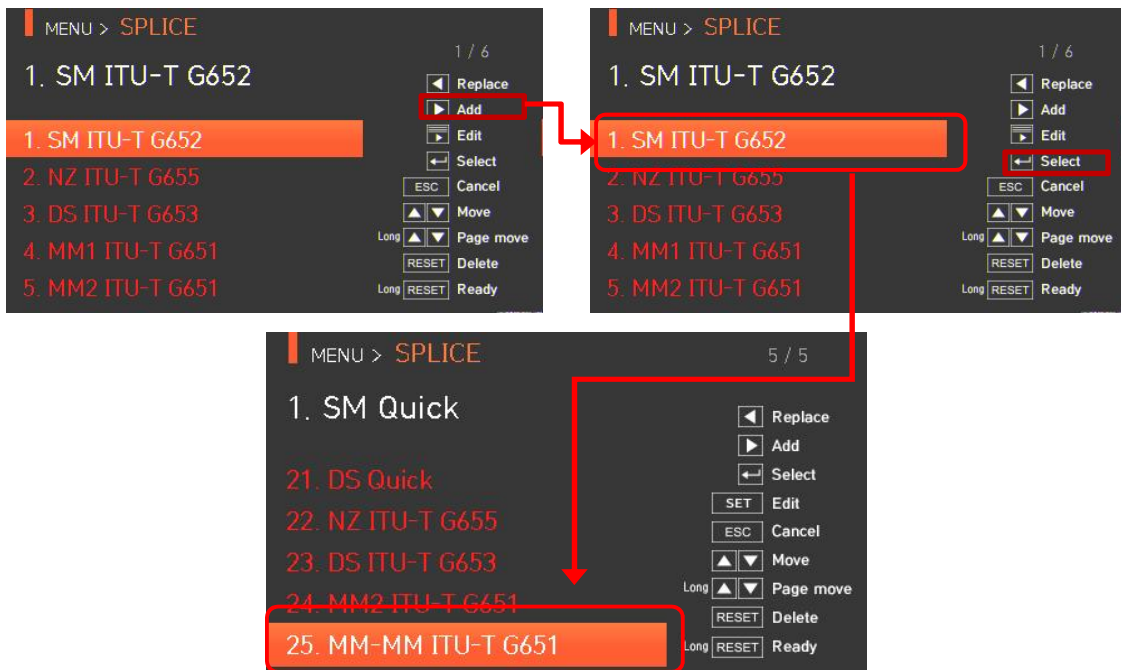 MENU > SPLICE
1 / 6
1. SM ITU-T G652
Replace
Add
1. SM ITU-T G652
Edit
Select
2. NZ ITU-T G655
ESC Cancel
3. DS ITU-T G653
Move
4. MM1 ITU-T G651
Long Page move
RESET Delete
5. MM2 ITU-T G651
Long RESET Ready
MENU > SPLICE
1 / 6
1. SM ITU-T G652
Replace
Add
1. SM ITU-T G652
Edit
Select
2. NZ ITU-T G655
ESC Cancel
3. DS ITU-T G653
Move
4. MM1 ITU-T G651
Long Page move
RESET Delete
5. MM2 ITU-T G651
Long RESET Ready
MENU > SPLICE
5 / 5
1. SM Quick
Replace
Add
21. DS Quick
Select
SET Edit
22. NZ ITU-T G655
ESC Cancel
23. DS ITU-T G653
Move
Long Page move
24. MM2 ITU-T G651
RESET Delete
25. MM-MM ITU-T G651
Long RESET Ready